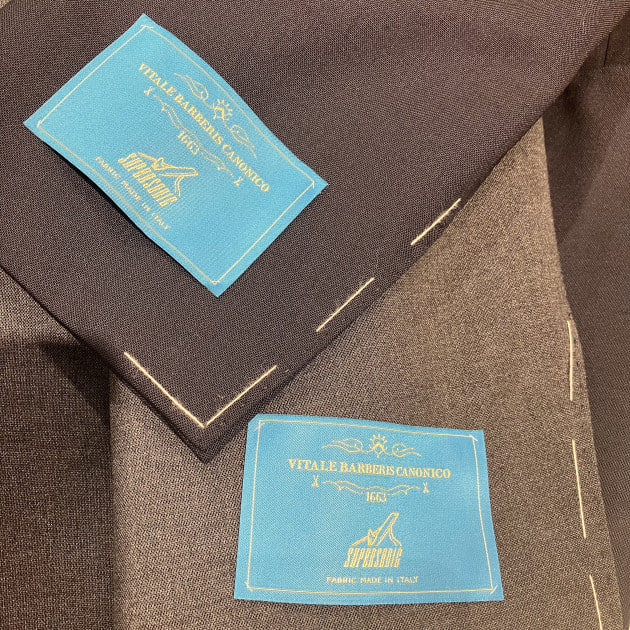 VITALE BARBERIS CANONICO
1663
SUPERSONIC
FABRIC MADE IN ITALY
VITALE BARBERIS CANONICO
1663
SUPERSONIC
FABRIC MADE IN ITALY